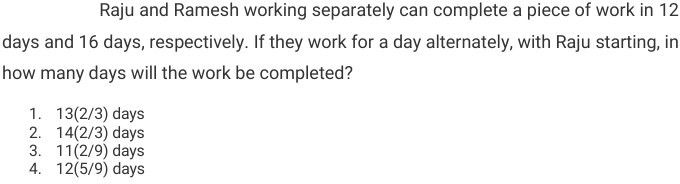 Raju and Ramesh working separately can complete a piece of work in 12
days and 16 days, respectively. If they work for a day alternately, with Raju starting, in
how many days will the work be completed?
1. 13(2/3) days
2. 14(2/3) days
3. 11(2/9) days
4. 12(5/9) days